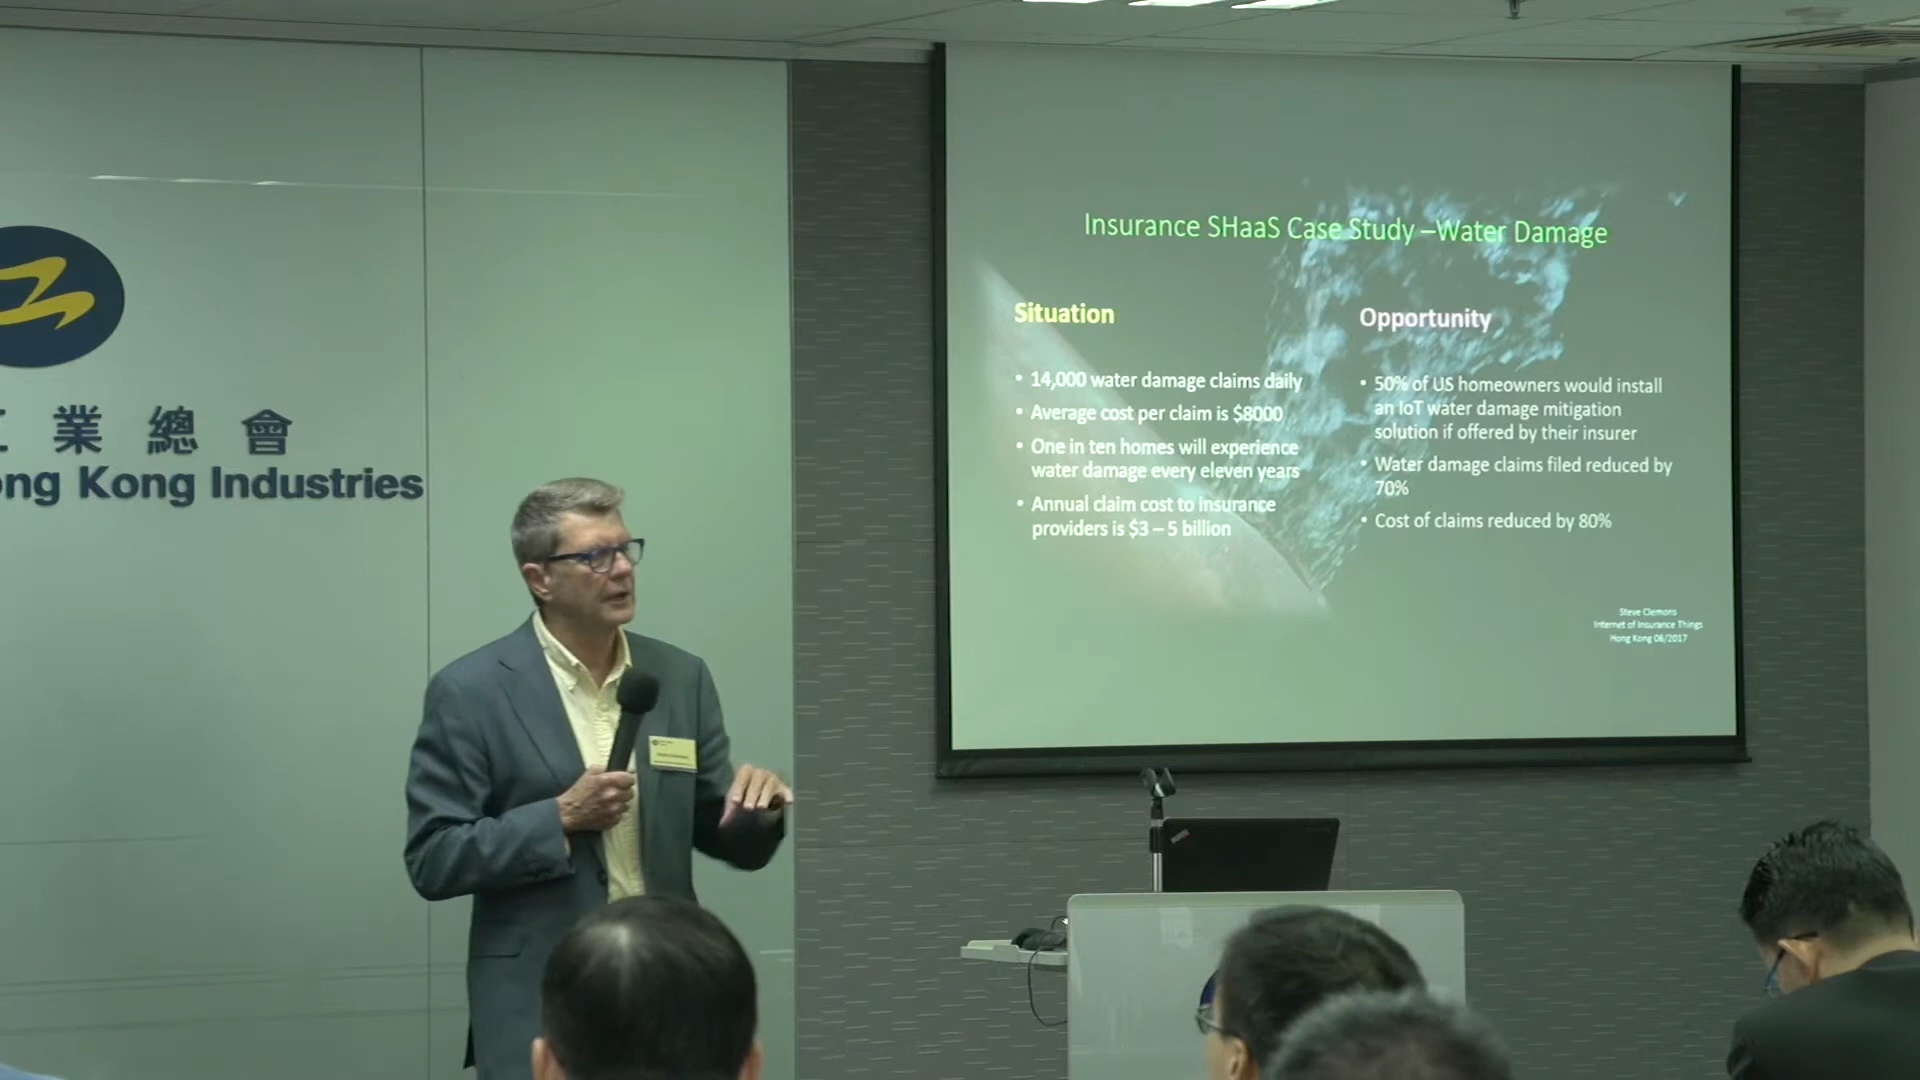 業 總 會
ong Kong Industries
Insurance SHaaS Case Study –Water Damage
Situation
• 14,000 water damage claims daily
• Average cost per claim is $8000
• One in ten homes will experience
water damage every eleven years
• Annual claim cost to insurance
providers is $3 – 5 billion
Opportunity
• 50% of US homeowners would install
an IoT water damage mitigation
solution if offered by their insurer
• Water damage claims filed reduced by
70%
• Cost of claims reduced by 80%
Steve Clemons
Internet of Insurance Things
Hong Kong 08/2017